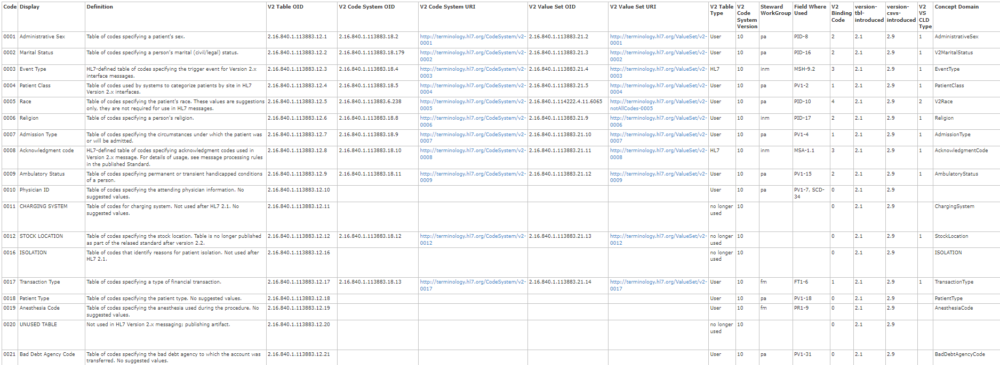 Code Display Definition V2 Table OID V2 Code System OID V2 Code System URI V2 Value Set OID V2 Value Set URI V2 Table V2 Steward Field Where V2 version- version- V2 Concept Domain
Type Code WorkGroup Used Binding tbl- csvs- VS
System Code introduced introduced CLD
Version Type
0001 Administrative Sex Table of codes specifying a patient's sex. 2.16.840.1.113883.12.1 2.16.840.1.113883.18.2 http://terminology.hl7.org/CodeSystem/v2- 2.16.840.1.113883.21.2 http://terminology.hl7.org/ValueSet/v2- User 10 pa PID-8 2 2.1 2.9 1 AdministrativeSex
0001 0001
0002 Marital Status Table of codes specifying a person's marital (civil/legal) status. 2.16.840.1.113883.12.2 2.16.840.1.113883.18.179 http://terminology.hl7.org/CodeSystem/v2- 2.16.840.1.113883.21.3 http://terminology.hl7.org/ValueSet/v2- User 10 pa PID-16 2 2.1 2.9 1 V2MaritalStatus
0002 0002
0003 Event Type HL7-defined table of codes specifying the trigger event for Version 2.x 2.16.840.1.113883.12.3 2.16.840.1.113883.18.4 http://terminology.hl7.org/CodeSystem/v2- 2.16.840.1.113883.21.4 http://terminology.hl7.org/ValueSet/v2- HL7 10 inm MSH-9.2 3 2.1 2.9 1 EventType
interface messages. 0003 0003
0004 Patient Class Table of codes used by systems to categorize patients by site in HL7 2.16.840.1.113883.12.4 2.16.840.1.113883.18.5 http://terminology.hl7.org/CodeSystem/v2- 2.16.840.1.113883.21.5 http://terminology.hl7.org/ValueSet/v2- User 10 pa PV1-2 1 2.1 2.9 1 PatientClass
Version 2.x interfaces. 0004 0004
0005 Race Table of codes specifying the patient's race. These values are suggestions 2.16.840.1.113883.12.5 2.16.840.1.113883.6.238 http://terminology.hl7.org/CodeSystem/v2- 2.16.840.1.114222.4.11.6065 http://terminology.hl7.org/ValueSet/v2- User 10 pa PID-10 4 2.1 2.9 2 V2Race
only, they are not required for use in HL7 messages. 0005 notAllCodes-0005
0006 Religion Table of codes specifying a person's religion. 2.16.840.1.113883.12.6 2.16.840.1.113883.18.8 http://terminology.hl7.org/CodeSystem/v2- 2.16.840.1.113883.21.9 http://terminology.hl7.org/ValueSet/v2- User 10 inm PID-17 2 2.1 2.9 1 Religion
0006 0006
0007 Admission Type Table of codes specifying the circumstances under which the patient was 2.16.840.1.113883.12.7 2.16.840.1.113883.18.9 http://terminology.hl7.org/CodeSystem/v2- 2.16.840.1.113883.21.10 http://terminology.hl7.org/ValueSet/v2- User 10 pa PV1-4 1 2.1 2.9 1 AdmissionType
or will be admitted. 0007 0007
0008 Acknowledgment code HL7-defined table of codes specifying acknowledgment codes used in 2.16.840.1.113883.12.8 2.16.840.1.113883.18.10 http://terminology.hl7.org/CodeSystem/v2- 2.16.840.1.113883.21.11 http://terminology.hl7.org/ValueSet/v2- HL7 10 inm MSA-1.1 3 2.1 2.9 1 AcknowledgmentCode
Version 2.x message. For details of usage, see message processing rules 0008 0008
in the published Standard.
0009 Ambulatory Status Table of codes specifying permanent or transient handicapped conditions 2.16.840.1.113883.12.9 2.16.840.1.113883.18.11 http://terminology.hl7.org/CodeSystem/v2- 2.16.840.1.113883.21.12 http://terminology.hl7.org/ValueSet/v2- User 10 pa PV1-15 2 2.1 2.9 1 AmbulatoryStatus
of a person. 0009 0009
0010 Physician ID Table of codes specifying the attending physician information. No 2.16.840.1.113883.12.10 User 10 pa PV1-7, SCD- 0 2.1 2.9
suggested values. 34
0011 CHARGING SYSTEM Table of codes for charging system. Not used after HL7 2.1. No 2.16.840.1.113883.12.11 no longer 10 0 2.1 2.9 ChargingSystem
suggested values. used
0012 STOCK LOCATION Table of codes specifying the stock location. Table is no longer published 2.16.840.1.113883.12.12 2.16.840.1.113883.18.12 http://terminology.hl7.org/CodeSystem/v2- 2.16.840.1.113883.21.13 http://terminology.hl7.org/ValueSet/v2- no longer 10 0 2.1 2.9 1 StockLocation
as part of the relased standard after version 2.2. 0012 0012 used
0016 ISOLATION Table of codes that identify reasons for patient isolation. Not used after 2.16.840.1.113883.12.16 no longer 10 0 2.1 2.9 ISOLATION
HL7 2.1. used
0017 Transaction Type Table of codes specifying a type of financial transaction. 2.16.840.1.113883.12.17 2.16.840.1.113883.18.13 http://terminology.hl7.org/CodeSystem/v2- 2.16.840.1.113883.21.14 http://terminology.hl7.org/ValueSet/v2- User 10 fm FT1-6 1 2.1 2.9 1 TransactionType
0017 0017
0018 Patient Type Table of codes specifying the patient type. No suggested values. 2.16.840.1.113883.12.18 User 10 pa PV1-18 0 2.1 2.9 PatientType
0019 Anesthesia Code Table of codes specifying the anesthesia used during the procedure. No 2.16.840.1.113883.12.19 User 10 fm PR1-9 0 2.1 2.9 AnesthesiaCode
suggested values.
0020 UNUSED TABLE Not used in HL7 Version 2.x messaging; publishing artifact. 2.16.840.1.113883.12.20 no longer 10 0 2.1 2.9
used
0021 Bad Debt Agency Code Table of codes specifying the bad debt agency to which the account was 2.16.840.1.113883.12.21 User 10 pa PV1-31 0 2.1 2.9 BadDebtAgencyCode
transferred. No suggested values.